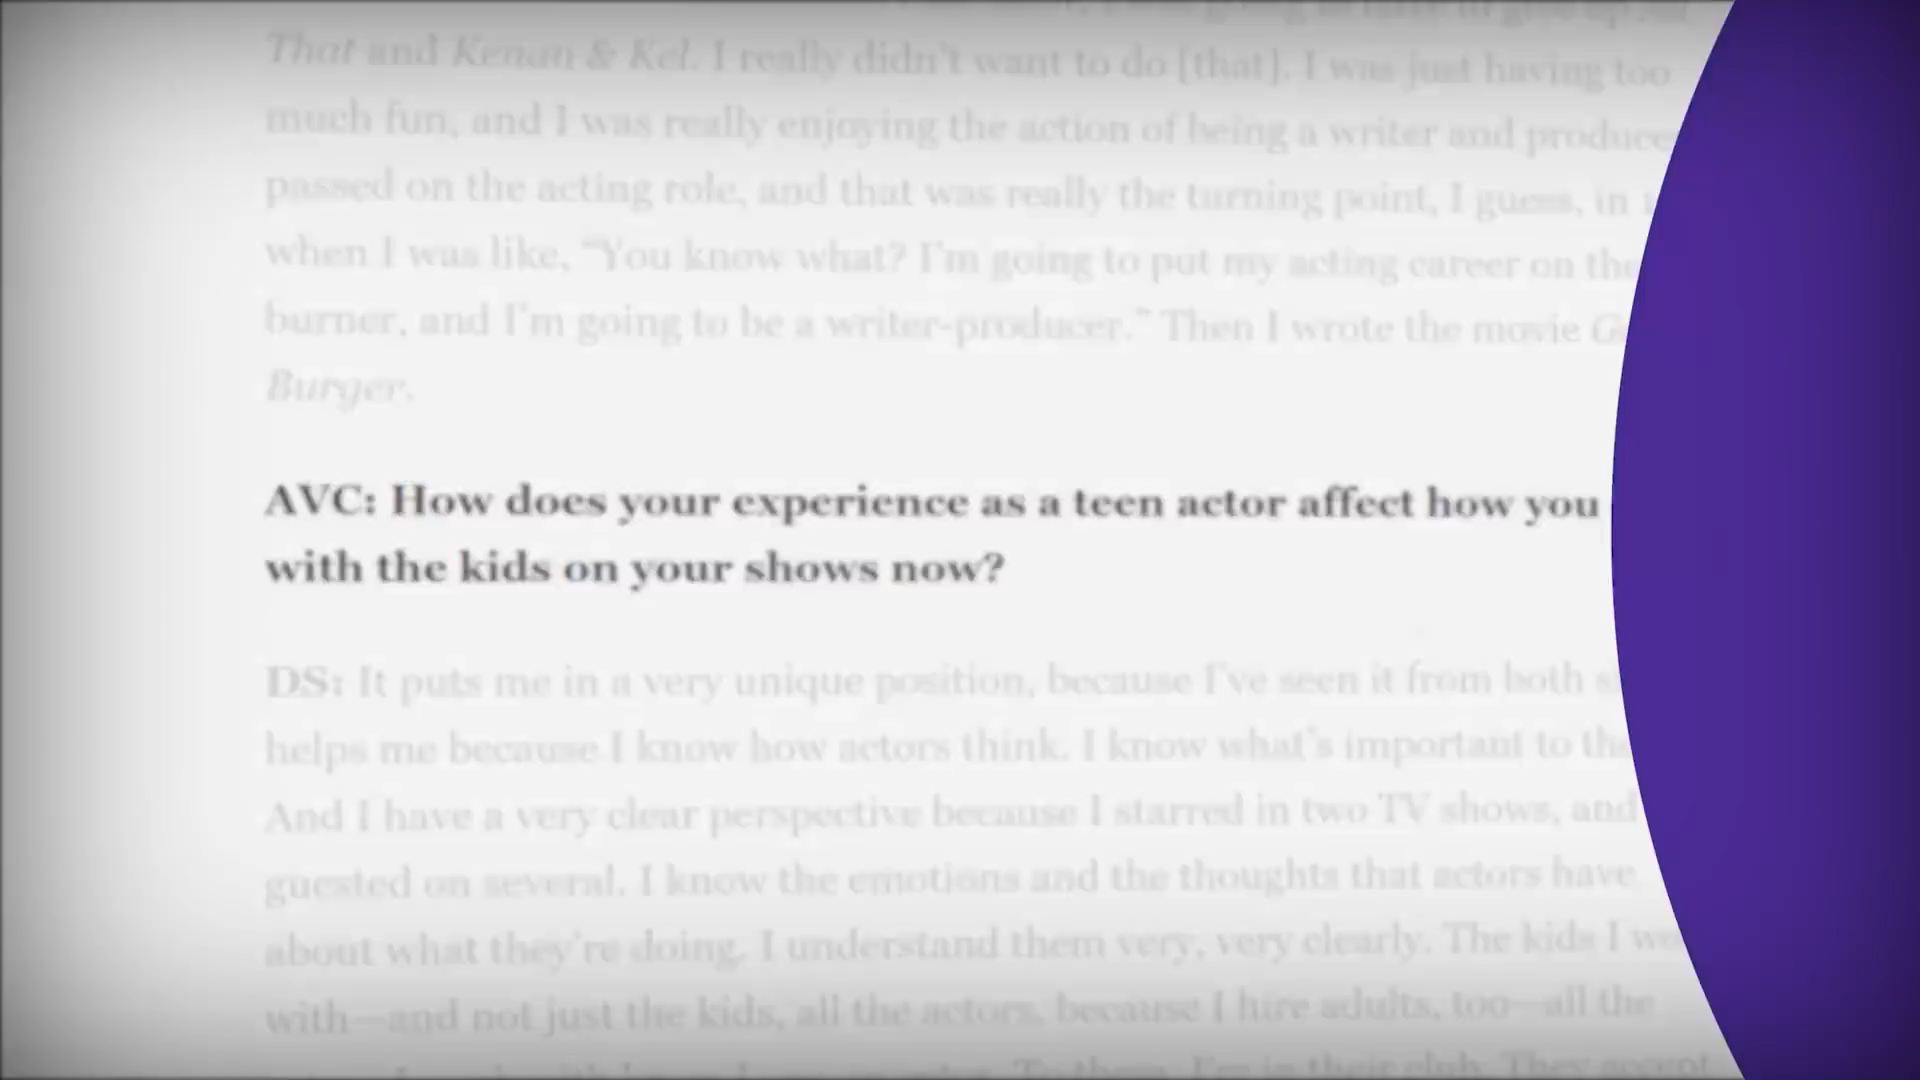 That and Kenan & Kel. I really didn't want to do [that]. I was just having too
much fun, and I was really enjoying the action of being a writer and produce
passed on the acting role, and that was really the turning point, I guess, in
when I was like, “You know what? I'm going to put my acting career on the
burner, and I'm going to be a writer-producer.” Then I wrote the movie G
Burger.
AVC: How does your experience as a teen actor affect how you
with the kids on your shows now?
DS: It puts me in a very unique position, because I've seen it from both
helps me because I know how actors think. I know what's important to
And I have a very clear perspective because I starred in two TV shows, and
guested on several. I know the emotions and the thoughts that actors have
about what they're doing. I understand them very, very clearly. The kids I
with—and not just the kids, all the actors, because I hire adults, too—all the
To them, I'm in their club. They accept